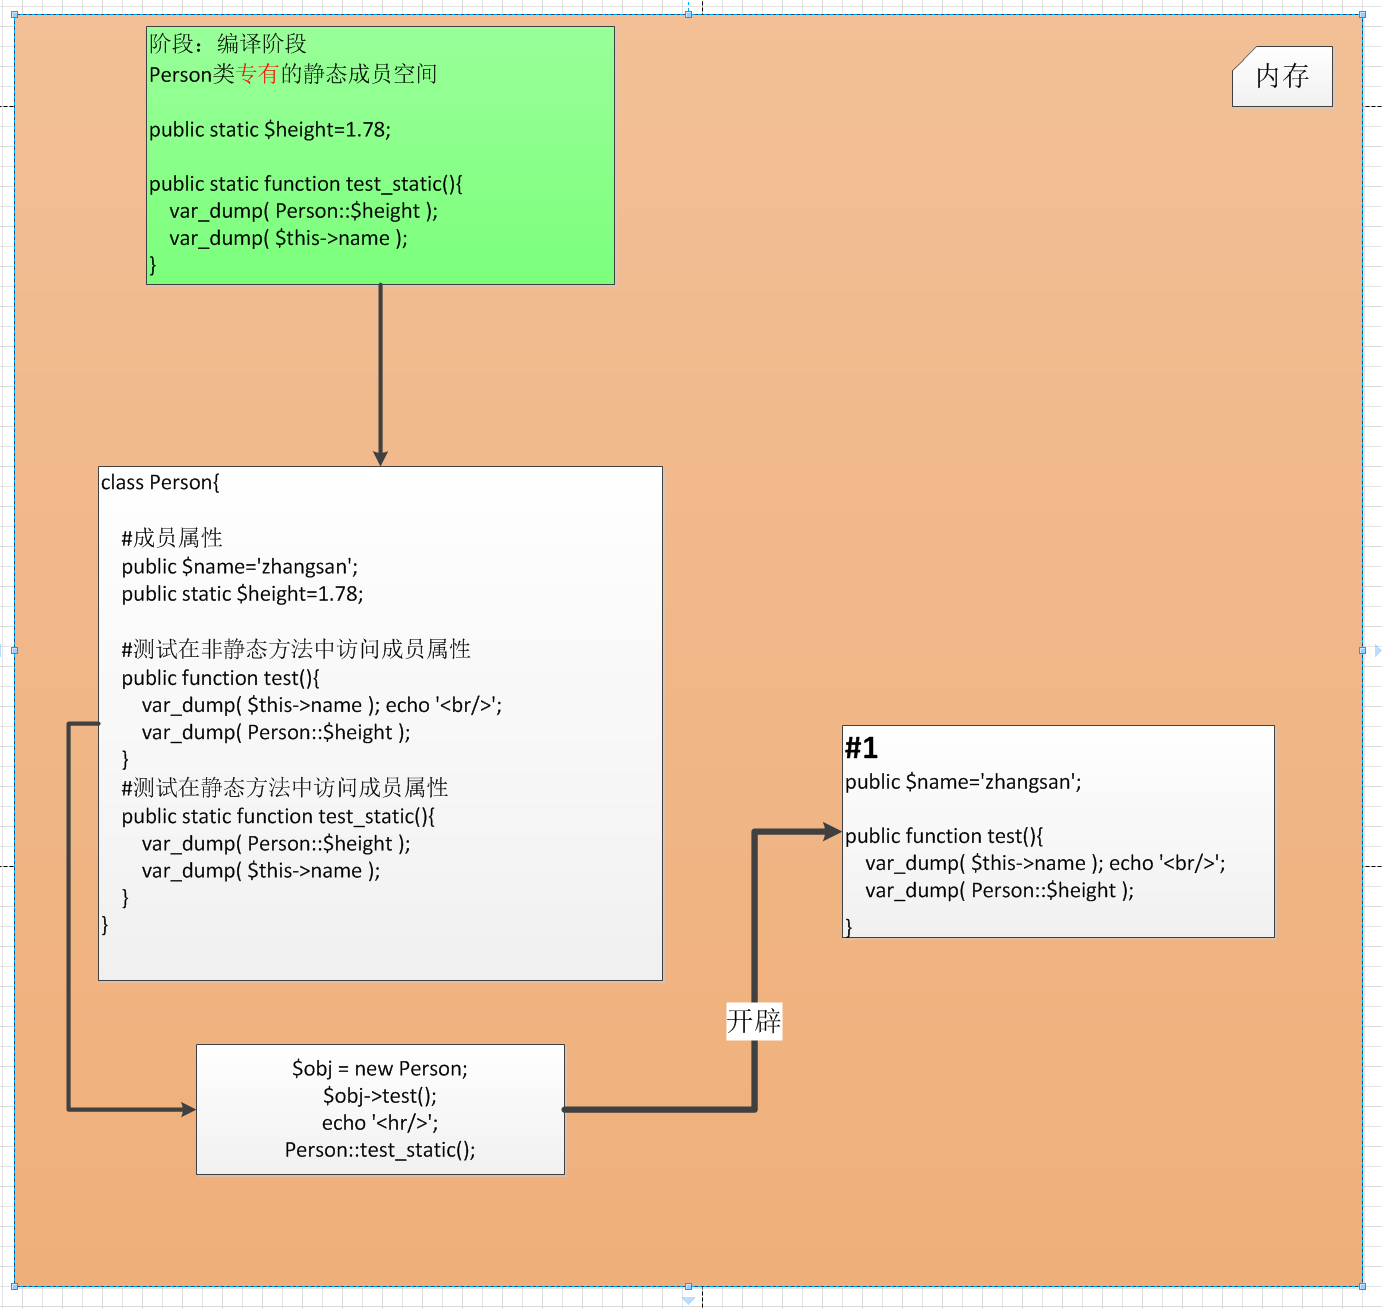 阶段：编译阶段
Person类专有的静态成员空间
public static $height=1.78;
public static function test_static(){
var_dump( Person::$height );
var_dump( $this->name );
}
内存
class Person{
#成员属性
public $name='zhangsan';
public static $height=1.78;
#测试在非静态方法中访问成员属性
public function test(){
var_dump( $this->name ); echo '<br/>';
var_dump( Person::$height );
}
#测试在静态方法中访问成员属性
public static function test_static(){
var_dump( Person::$height );
var_dump( $this->name );
}
}
#1
public $name='zhangsan';
public function test(){
var_dump( $this->name ); echo '<br/>';
var_dump( Person::$height );
}
开辟
$obj = new Person;
$obj->test();
echo '<hr/>';
Person::test_static();